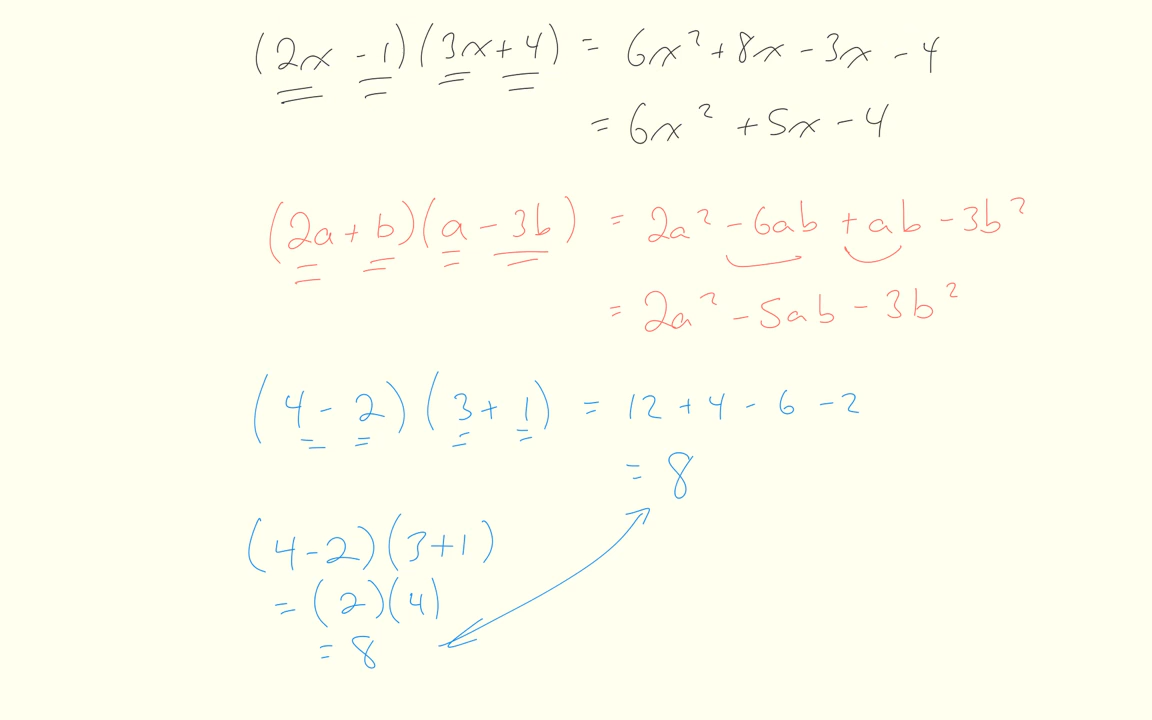 (2x - 1)(3x + 4) = 6x² + 8x - 3x - 4
= 6x² + 5x - 4
(2a + b)(a - 3b) = 2a² - 6ab + ab - 3b²
= 2a² - 5ab - 3b²
(4 - 2)(3 + 1) = 12 + 4 - 6 - 2
= 8
(4 - 2)(3 + 1)
= (2)(4)
= 8